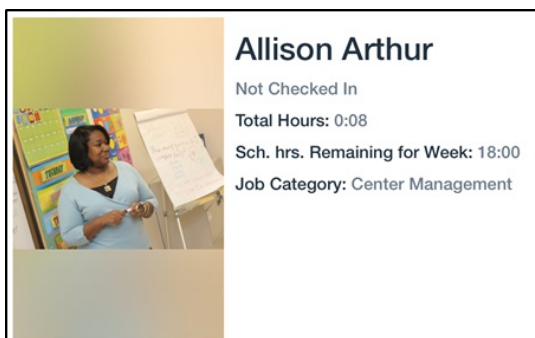 Allison Arthur
Not Checked In
Total Hours: 0:08
Sch. hrs. Remaining for Week: 18:00
Job Category: Center Management
TUESDAY